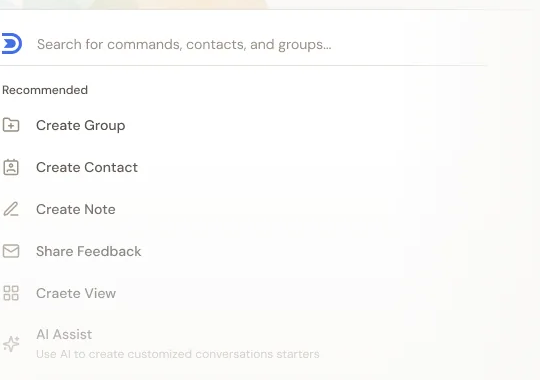 Search for commands, contacts, and groups...
Recommended
Create Group
Create Contact
Create Note
Share Feedback
Craete View
AI Assist
Use AI to create customized conversations starters